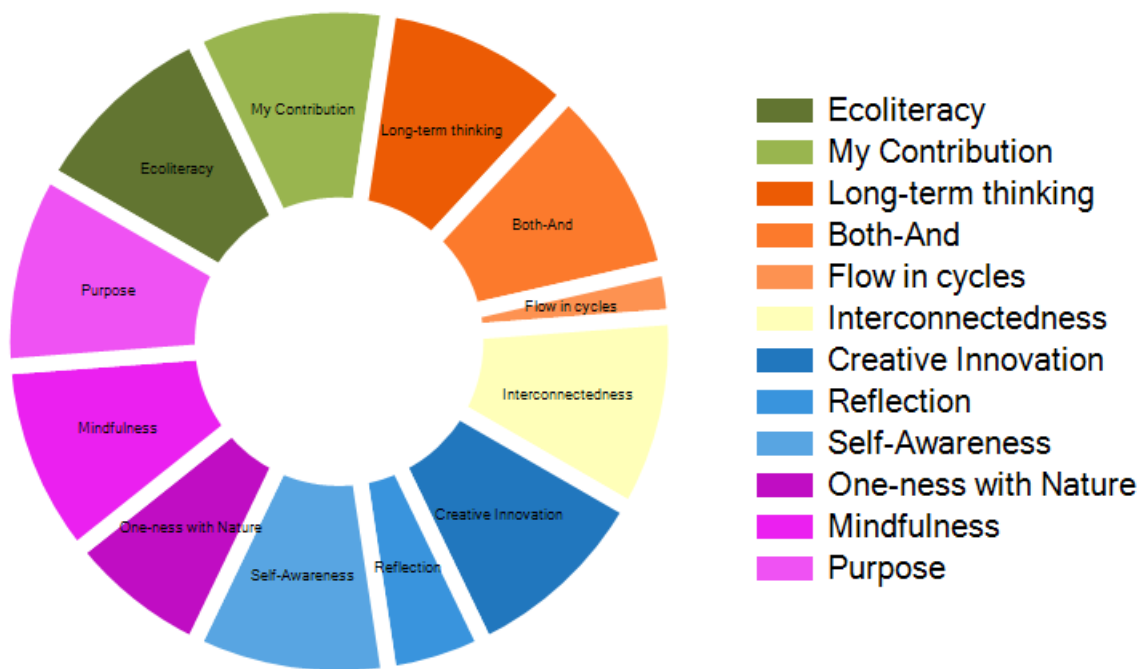 My Contribution
Long-term thinking
Ecoliteracy
Both-And
Purpose
Flow in cycles
Interconnectedness
Mindfulness
Creative Innovation
One-ness with Nature
Reflection
Self-Awareness
Ecoliteracy
My Contribution
Long-term thinking
Both-And
Flow in cycles
Interconnectedness
Creative Innovation
Reflection
Self-Awareness
One-ness with Nature
Mindfulness
Purpose